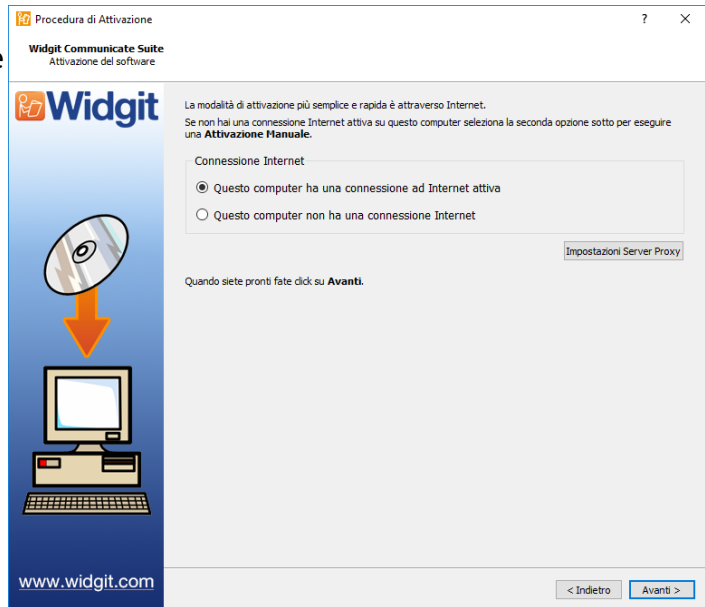 Procedura di Attivazione
?
Widgit Communicate Suite
Attivazione del software
e
Widgit
La modalità di attivazione più semplice e rapida è attraverso Internet.
Se non hai una connessione Internet attiva su questo computer seleziona la seconda opzione sotto per eseguire
una Attivazione Manuale.
Connessione Internet
Questo computer ha una connessione ad Internet attiva
Questo computer non ha una connessione Internet
Impostazioni Server Proxy
Quando siete pronti fate click su Avanti.
www.widgit.com
< Indietro Avanti >